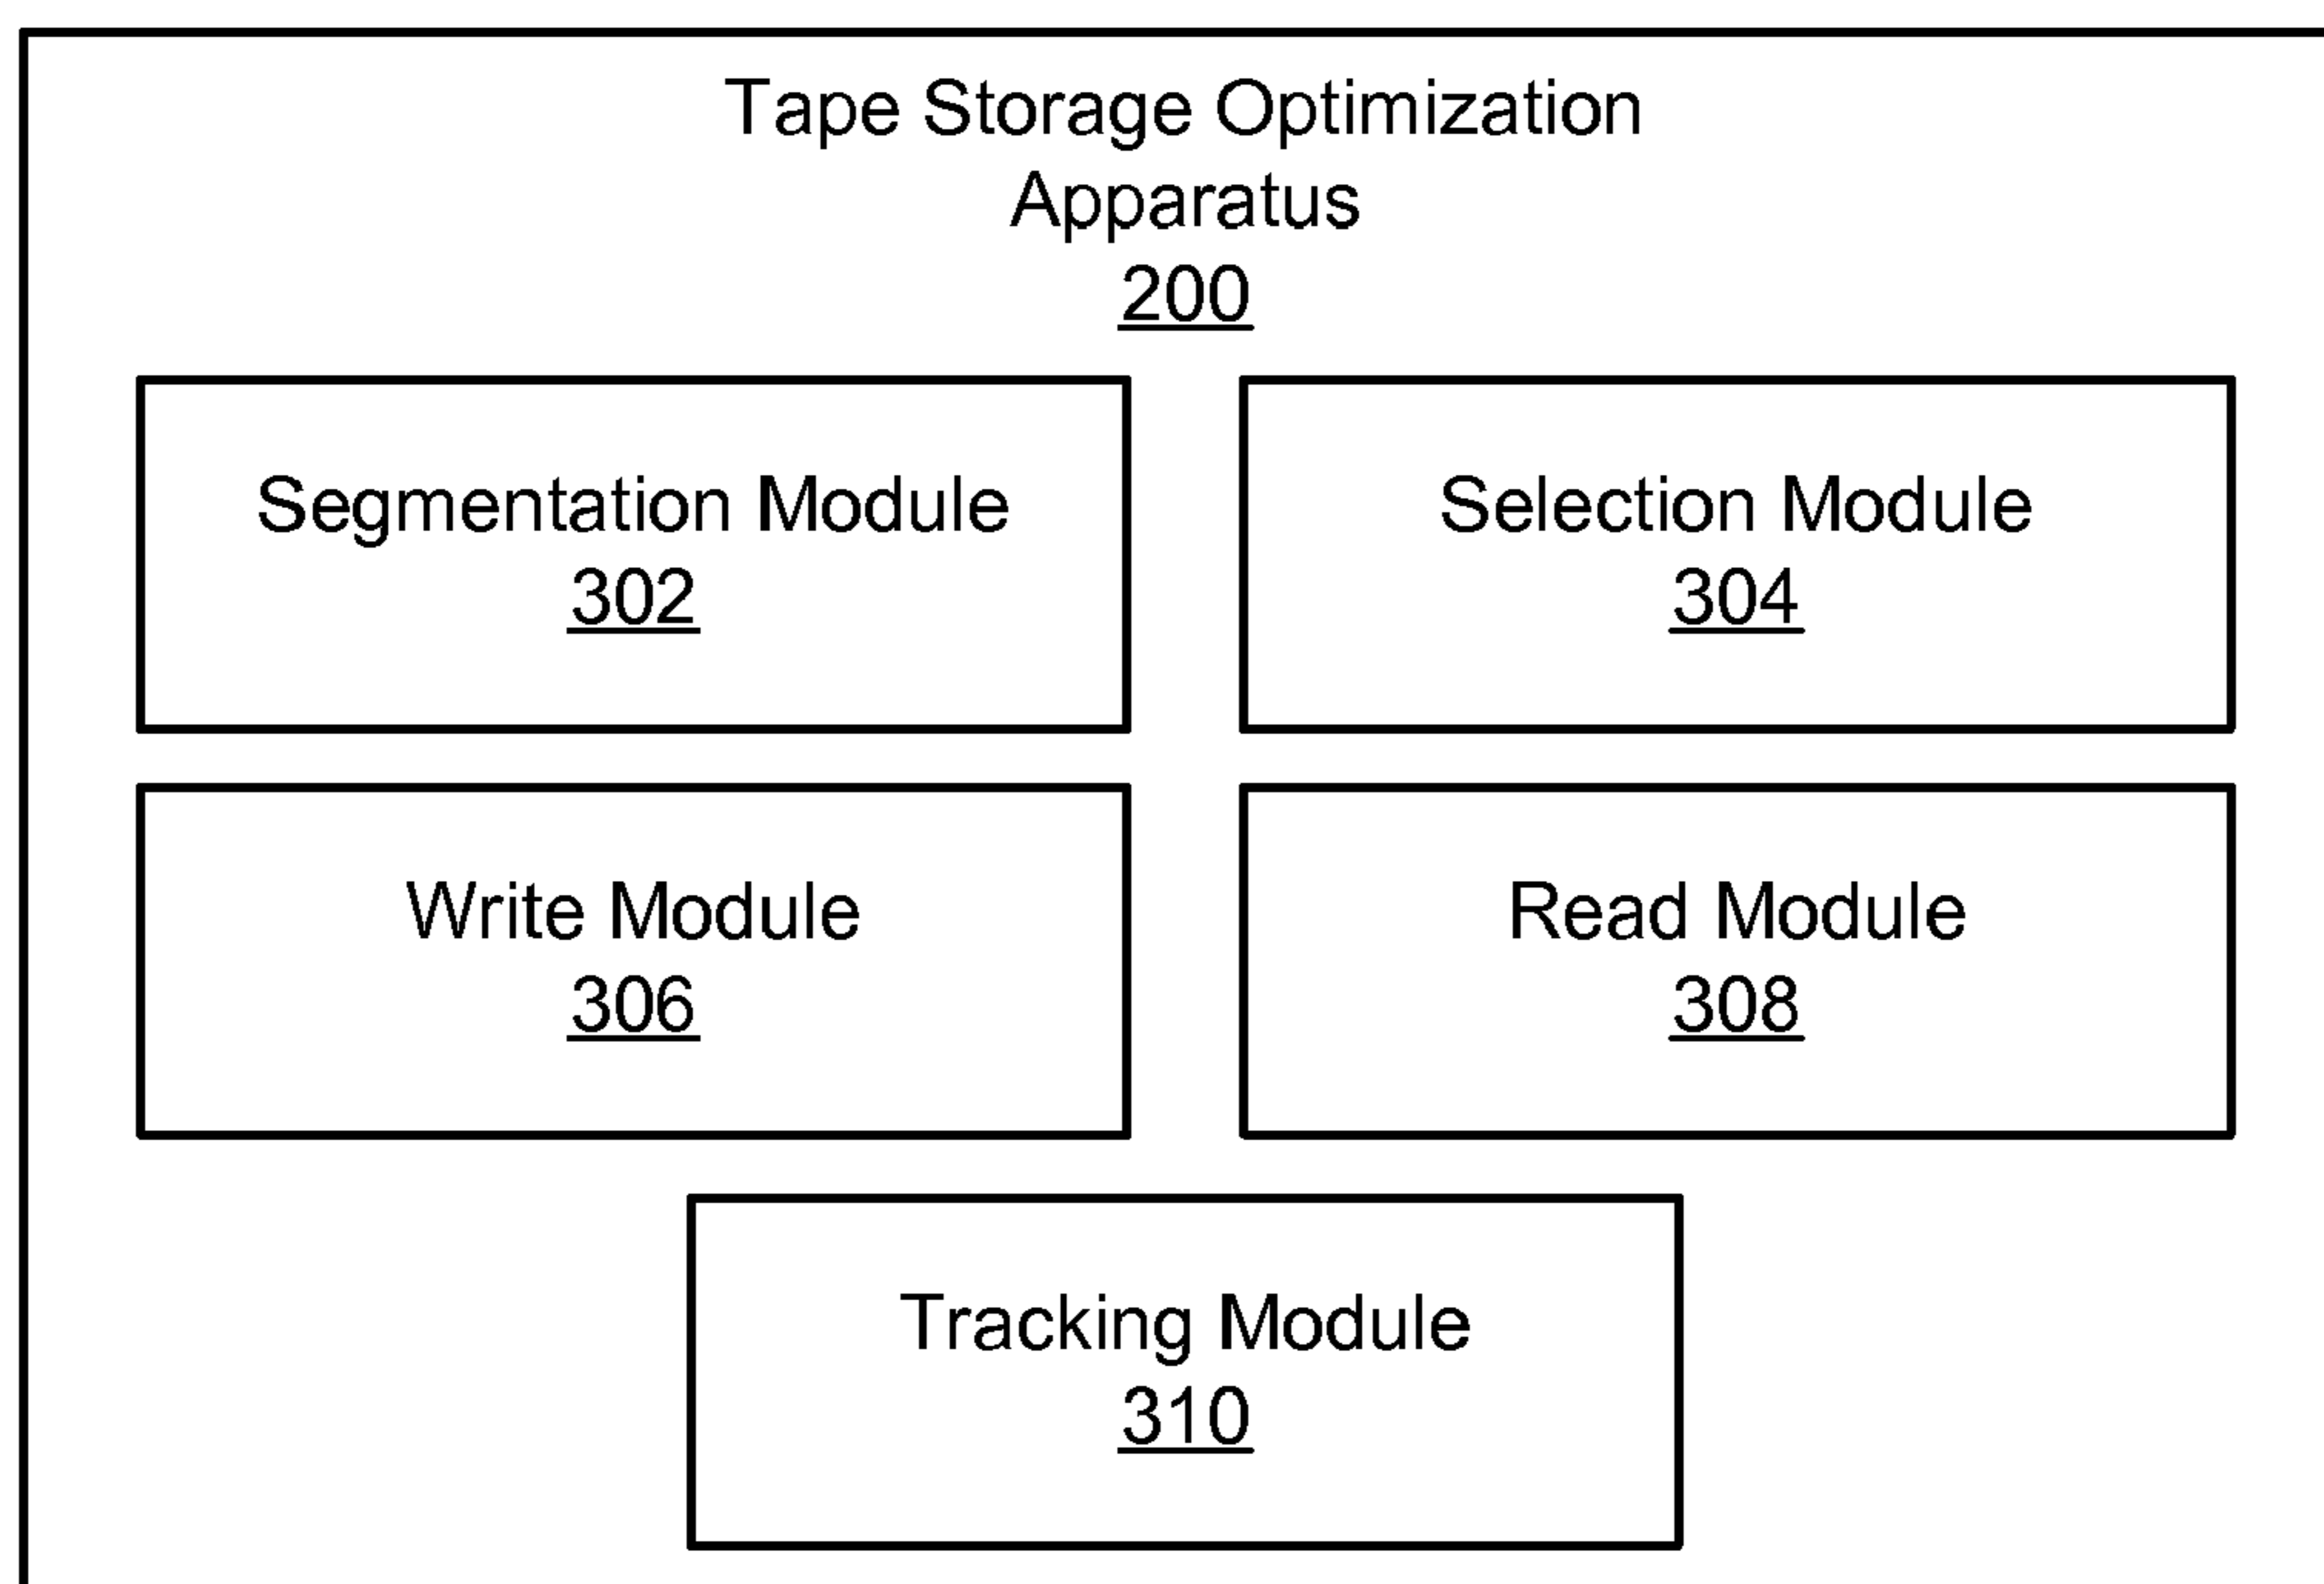 Tape Storage Optimization
Apparatus
200
Segmentation Module
302
Selection Module
304
Write Module
306
Read Module
308
Tracking Module
310